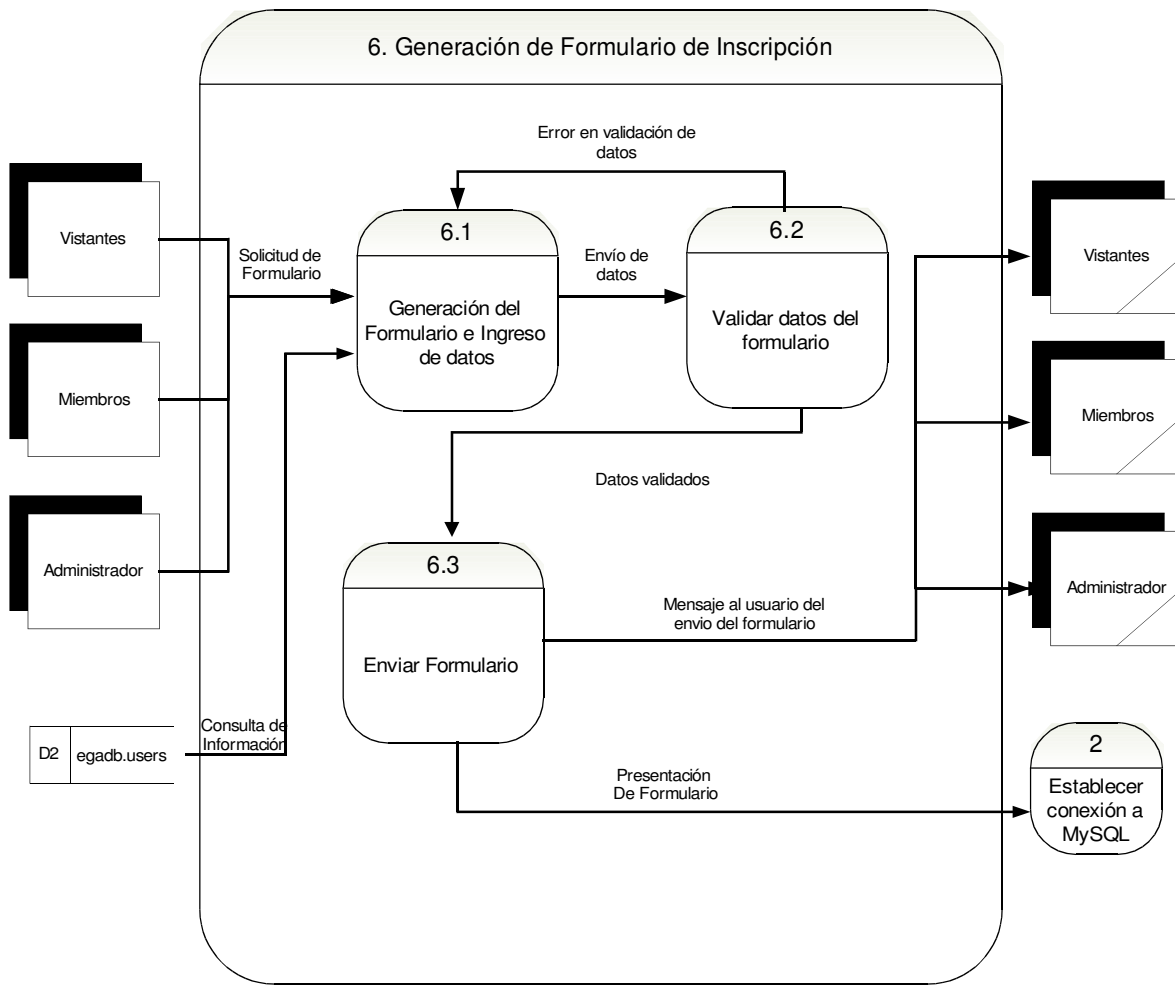 6. Generación de Formulario de Inscripción
Error en validación de
datos
Vistantes
Solicitud de
Formulario
6.1
Generación del
Formulario e Ingreso
de datos
Envío de
datos
6.2
Validar datos del
formulario
Vistantes
Miembros
Miembros
Datos validados
Administrador
6.3
Enviar Formulario
Mensaje al usuario del
envio del formulario
Administrador
D2
egadb.users
Consulta de
Información
Presentación
De Formulario
2
Establecer
conexión a
MySQL